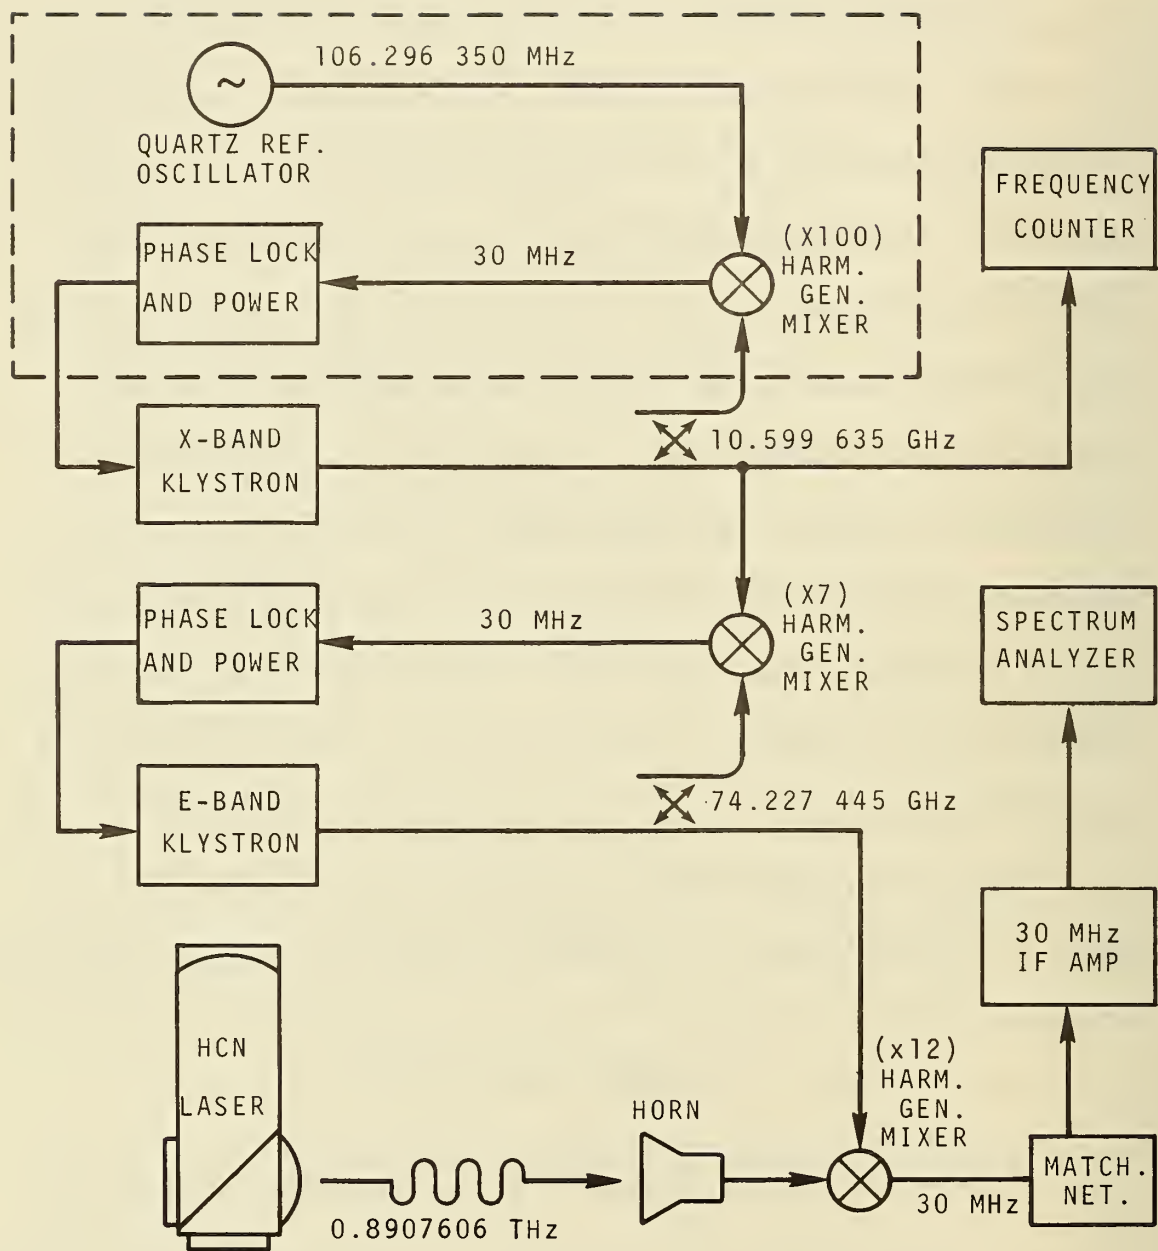 106.296 350 MHz
~
QUARTZ REF.
OSCILLATOR
FREQUENCY
COUNTER
PHASE LOCK
AND POWER
30 MHz
(X100)
HARM.
GEN.
MIXER
X-BAND
KLYSTRON
10.599 635 GHz
PHASE LOCK
AND POWER
30 MHz
(X7)
HARM.
GEN.
MIXER
SPECTRUM
ANALYZER
E-BAND
KLYSTRON
74.227 445 GHz
30 MHz
IF AMP
HCN
LASER
HORN
(x12)
HARM.
GEN.
MIXER
MATCH.
NET.
30 MHz
0.8907606 THz